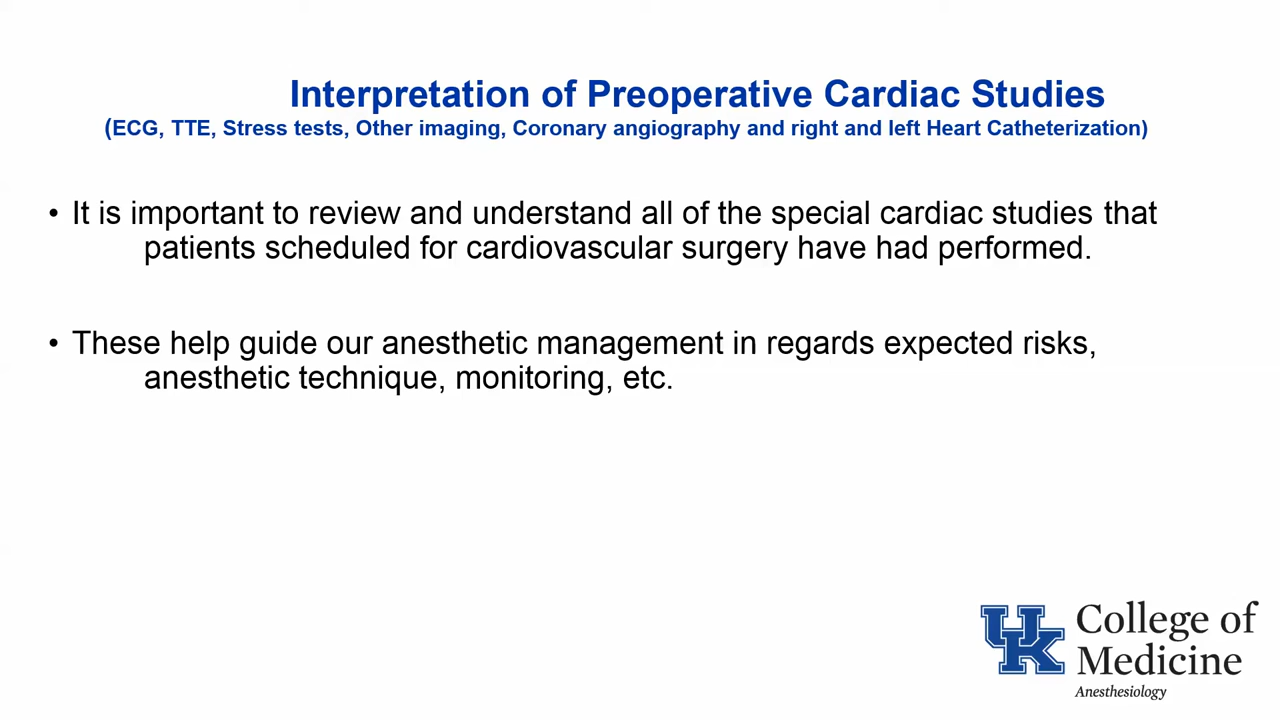 Interpretation of Preoperative Cardiac Studies
(ECG, TTE, Stress tests, Other imaging, Coronary angiography and right and left Heart Catheterization)
• It is important to review and understand all of the special cardiac studies that
patients scheduled for cardiovascular surgery have had performed.
• These help guide our anesthetic management in regards expected risks,
anesthetic technique, monitoring, etc.
UK
College of
Medicine
Anesthesiology